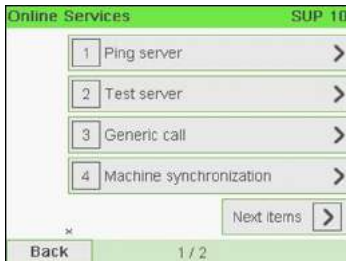 Online Services SUP 10
1 Ping server
2 Test server
3 Generic call
4 Machine synchronization
Next items
Back 1 / 2